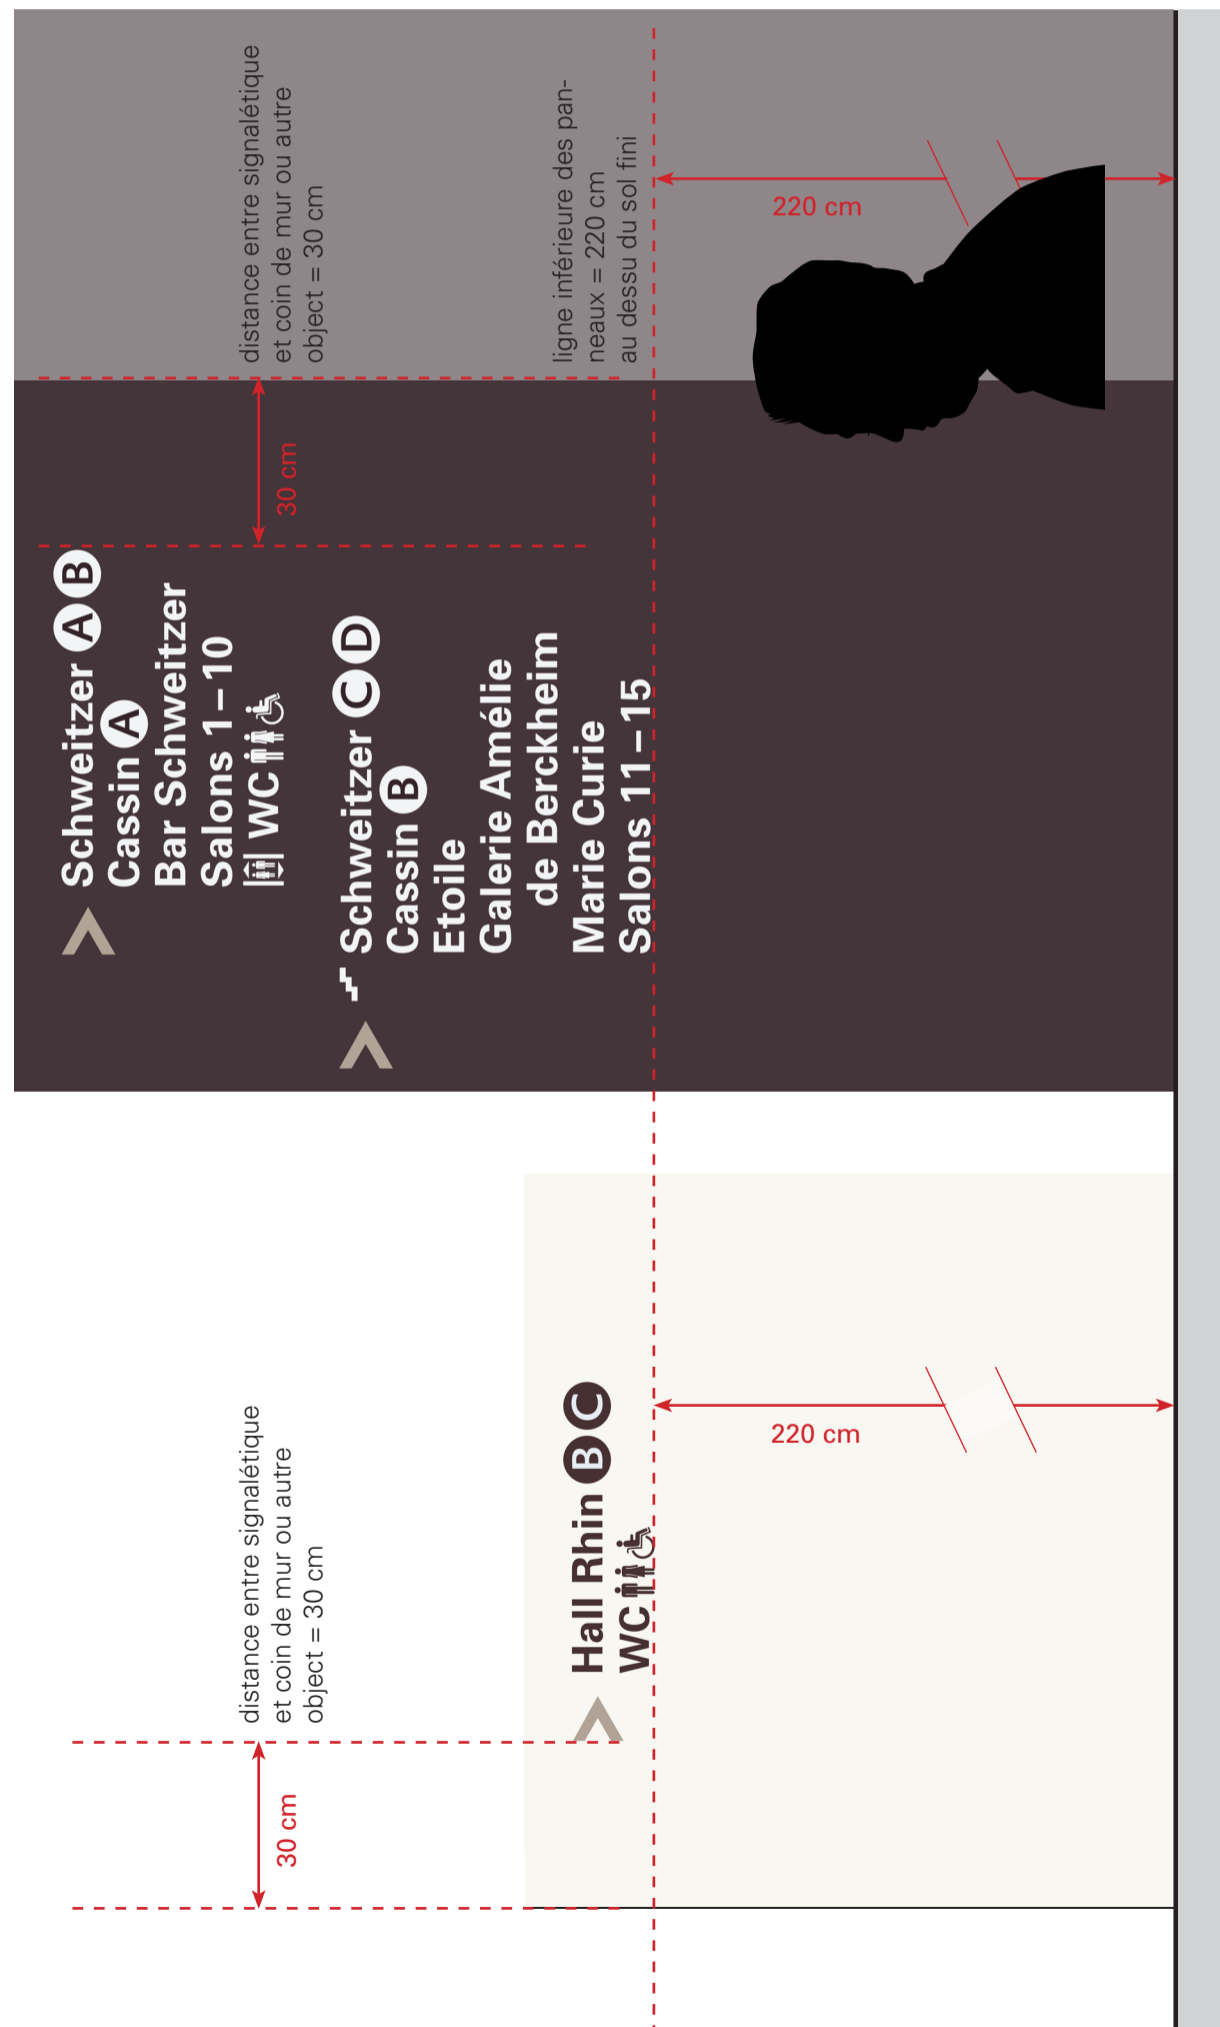 distance entre signalétique
et coin de mur ou autre
object = 30 cm
30 cm
Hall Rhin B C
WC
220 cm
Schweitzer A B
Cassin A
Bar Schweitzer
Salons 1–10
WC
Schweitzer C D
Cassin B
Etoile
Galerie Amélie
de Berckheim
Marie Curie
Salons 11–15
30 cm
distance entre signalétique
et coin de mur ou autre
object = 30 cm
ligne inférieure des pan-
neaux = 220 cm
au dessu du sol fini
220 cm